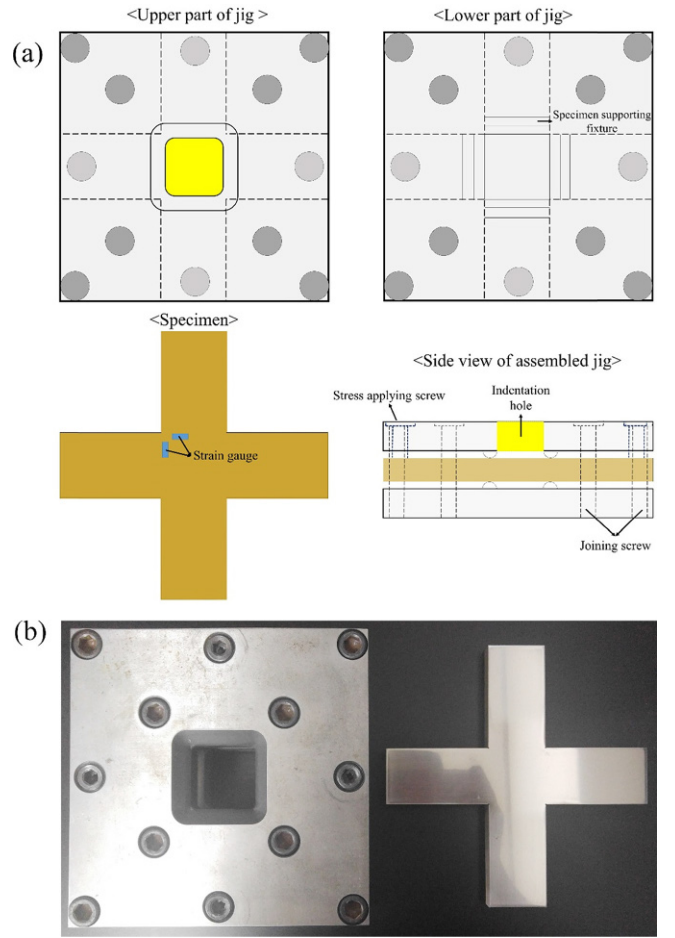 <Upper part of jig >
<Lower part of jig>
(a)
Specimen supporting
fixture
<Specimen>
Strain gauge
<Side view of assembled jig>
Stress applying screw
Indentation
hole
Joining screw
(b)